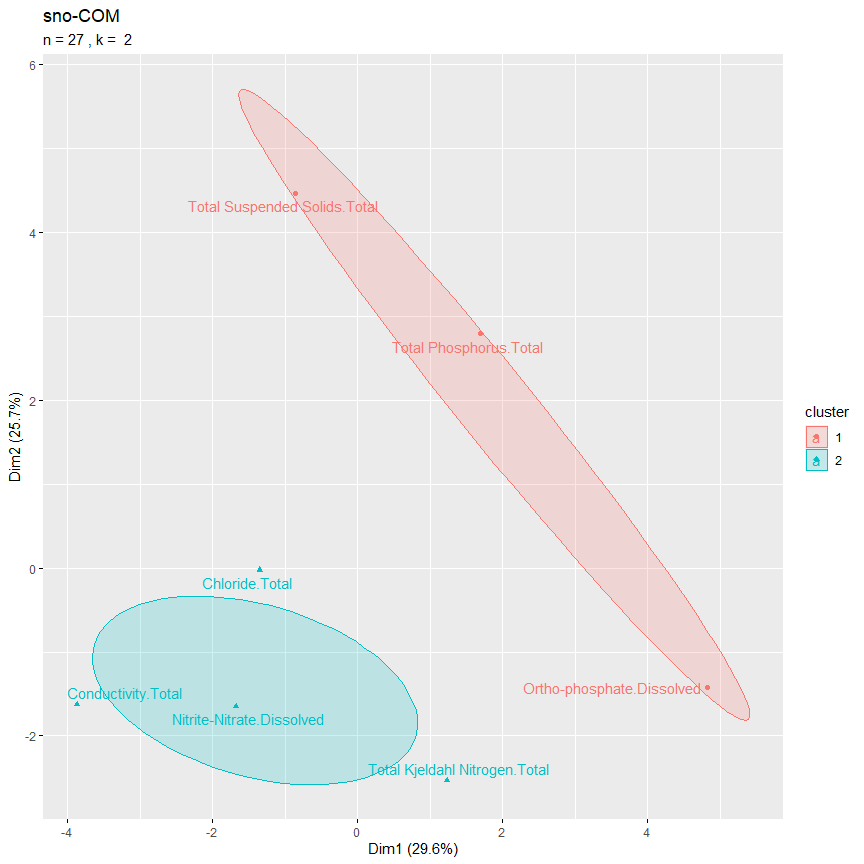 sno-COM
n = 27 , k =  2
6
4
2
0
-2
Dim2 (25.7%)
Total Suspended Solids.Total
Total Phosphorus.Total
Chloride.Total
Ortho-phosphate.Dissolved
Conductivity.Total
Nitrite-Nitrate.Dissolved
Total Kjeldahl Nitrogen.Total
-4
-2
0
2
4
Dim1 (29.6%)
cluster
1
2